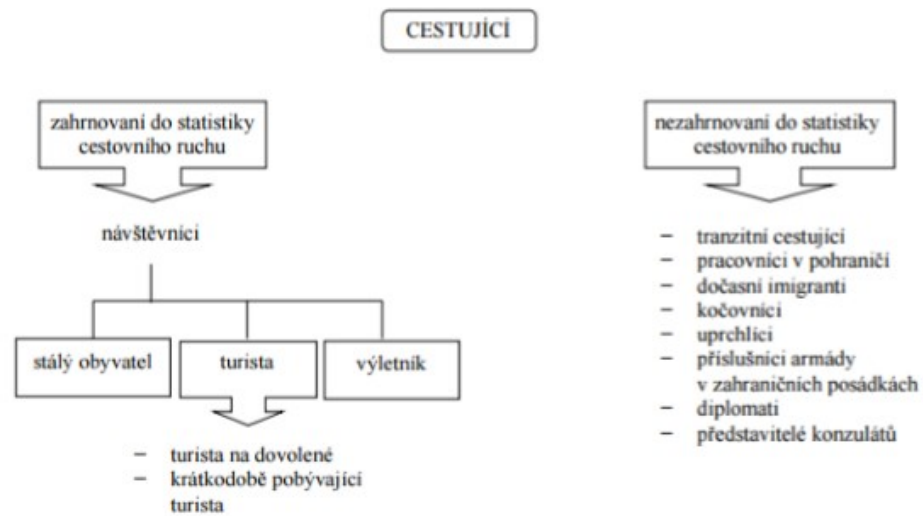 CESTUJÍCÍ
zahrnovaní do statistiky
cestovního ruchu
návštěvníci
stálý obyvatel
turista
výletník
– turista na dovolené
– krátkodobě pobývající
turista
nezahrnovaní do statistiky
cestovního ruchu
– tranzitní cestující
– pracovníci v pohraničí
– dočasní imigranti
– kočovníci
– uprchlíci
– příslušníci armády
v zahraničních posádkách
– diplomati
– představitelé konzulátů